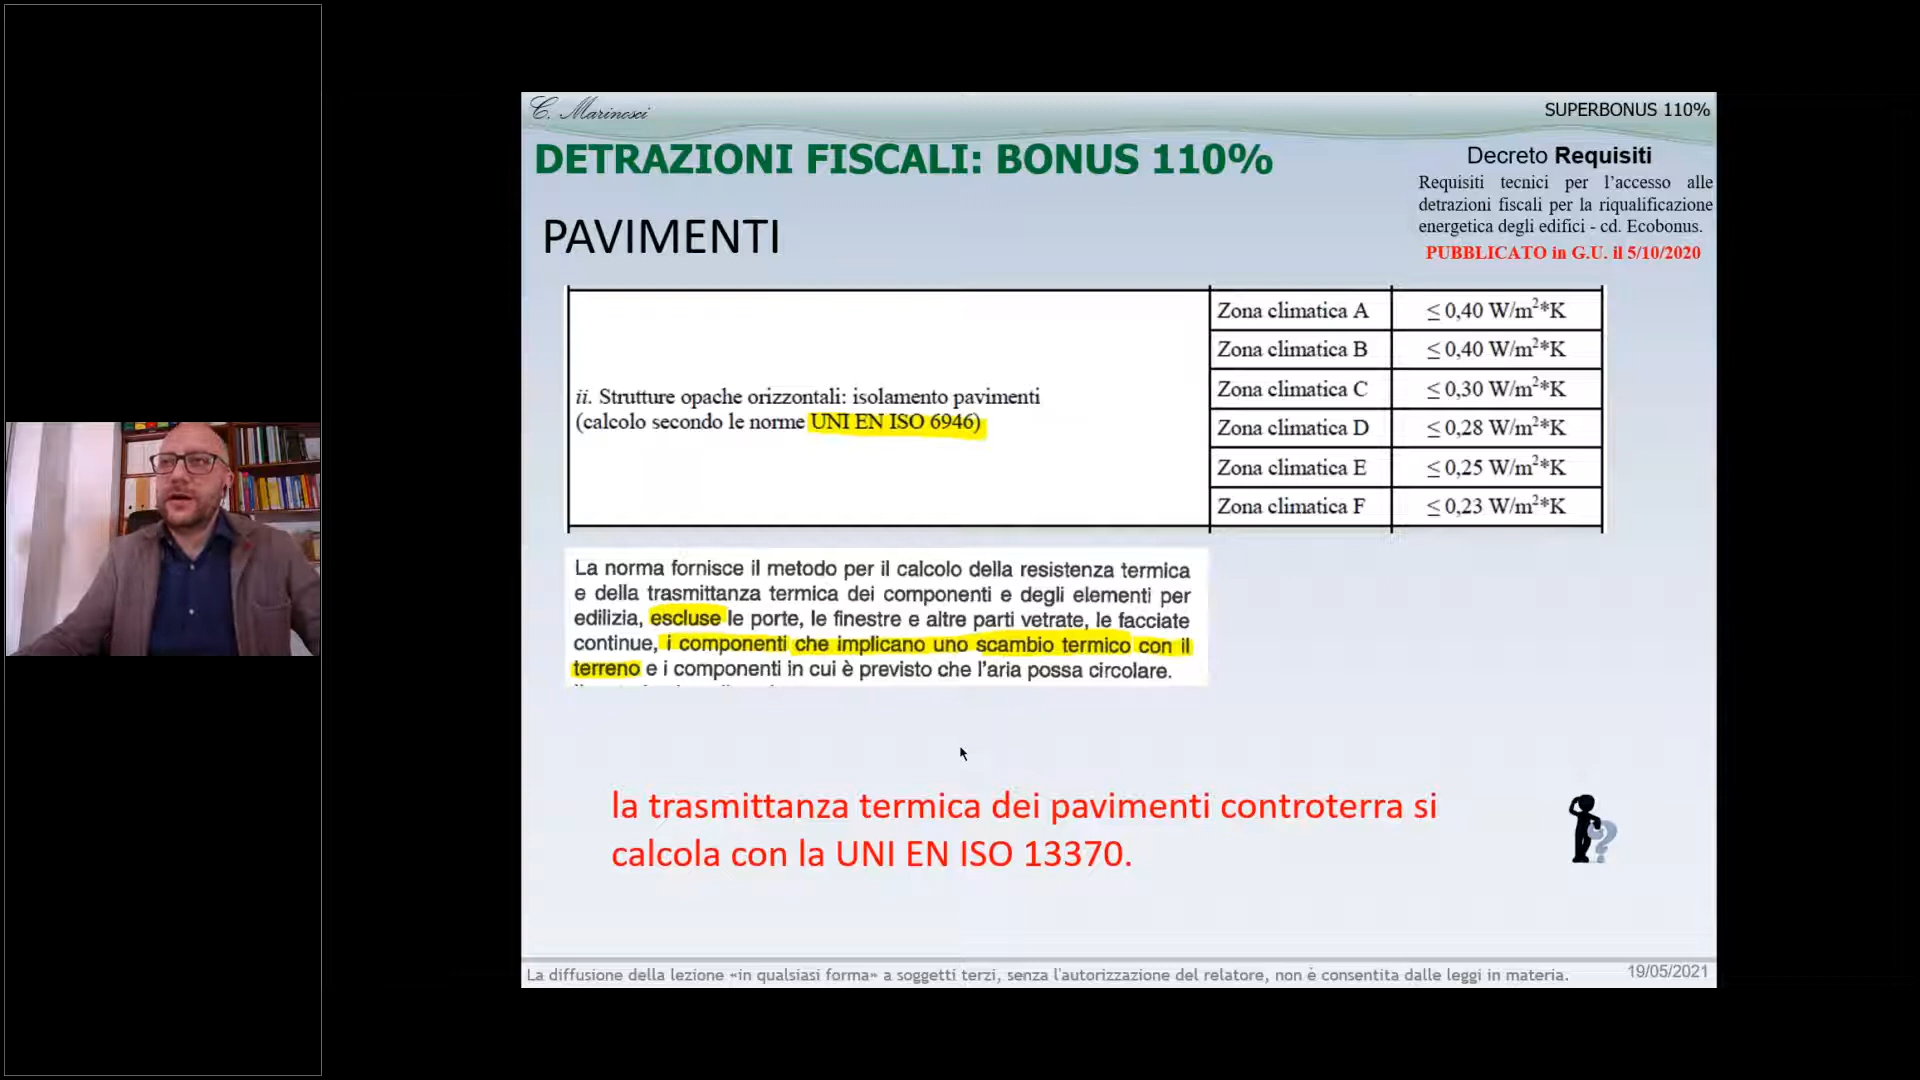 C. Marinosci
SUPERBONUS 110%
DETRAZIONI FISCALI: BONUS 110%
Decreto Requisiti
Requisiti tecnici per l’accesso alle
detrazioni fiscali per la riqualificazione
energetica degli edifici - cd. Ecobonus.
PUBBLICATO in G.U. il 5/10/2020
PAVIMENTI
ii. Strutture opache orizzontali: isolamento pavimenti
(calcolo secondo le norme UNI EN ISO 6946)
Zona climatica A ≤ 0,40 W/m²*K
Zona climatica B ≤ 0,40 W/m²*K
Zona climatica C ≤ 0,30 W/m²*K
Zona climatica D ≤ 0,28 W/m²*K
Zona climatica E ≤ 0,25 W/m²*K
Zona climatica F ≤ 0,23 W/m²*K
La norma fornisce il metodo per il calcolo della resistenza termica
e della trasmittanza termica dei componenti e degli elementi per
edilizia, escluse le porte, le finestre e altre parti vetrate, le facciate
continue, i componenti che implicano uno scambio termico con il
terreno e i componenti in cui è previsto che l’aria possa circolare.
la trasmittanza termica dei pavimenti controterra si
calcola con la UNI EN ISO 13370.
La diffusione della lezione «in qualsiasi forma» a soggetti terzi, senza l'autorizzazione del relatore, non è consentita dalle leggi in materia.
19/05/2021